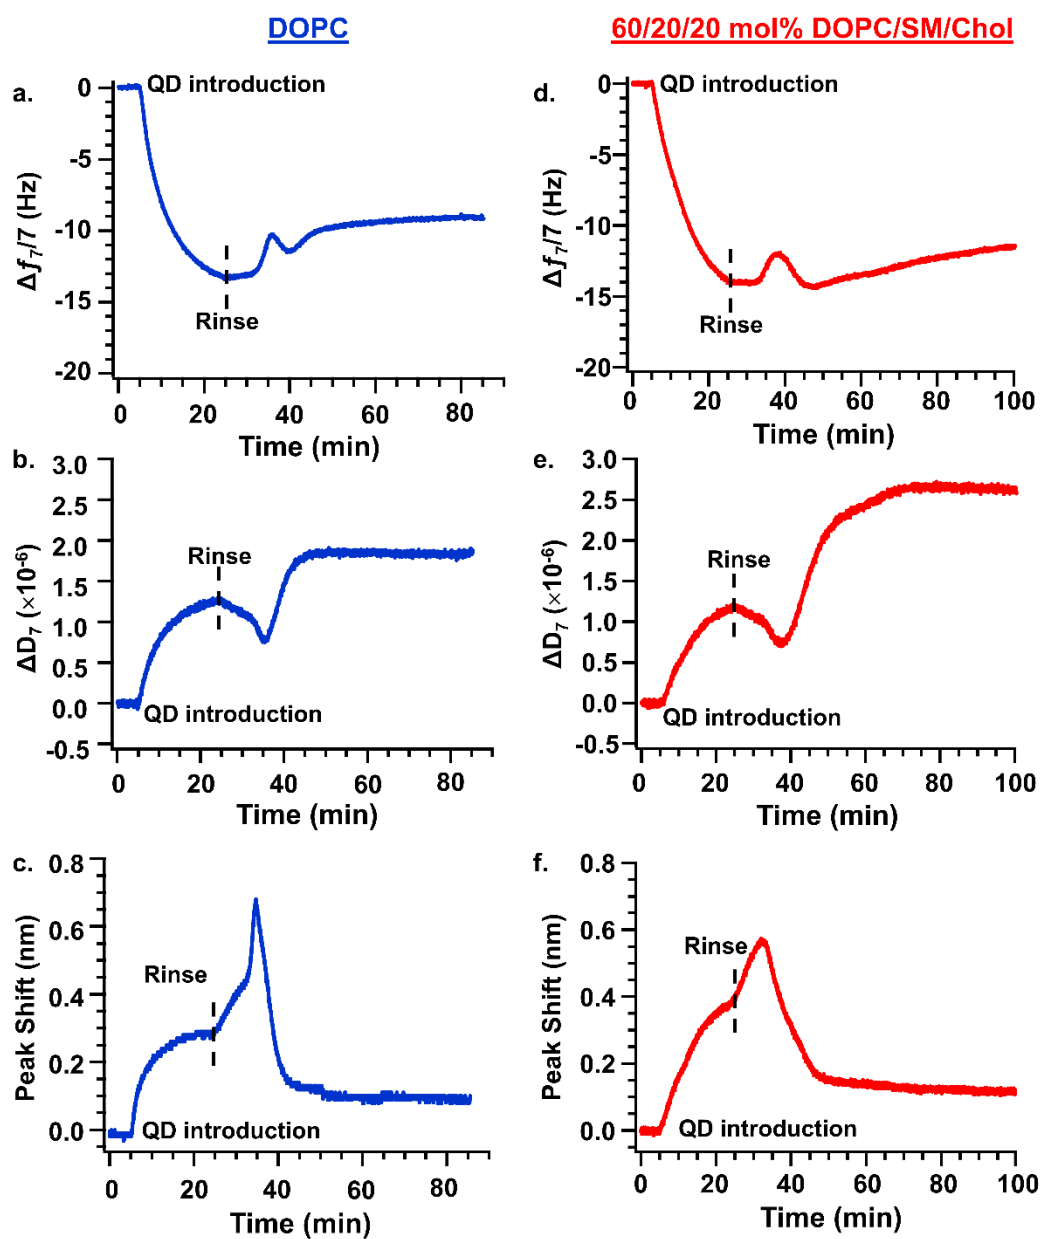 DOPC
60/20/20 mol% DOPC/SM/Chol
a.
QD introduction
0
-5
-10
-15
-20
Δƒ₇/7 (Hz)
Rinse
0 20 40 60 80
Time (min)
d.
QD introduction
0
-5
-10
-15
-20
Δƒ₇/7 (Hz)
Rinse
0 20 40 60 80 100
Time (min)
b.
3.0
2.5
2.0
1.5
1.0
0.5
0.0
-0.5
ΔD₇ (×10⁻⁶)
Rinse
QD introduction
0 20 40 60 80
Time (min)
e.
3.0
2.5
2.0
1.5
1.0
0.5
0.0
-0.5
ΔD₇ (×10⁻⁶)
Rinse
QD introduction
0 20 40 60 80 100
Time (min)
c.
0.8
0.6
0.4
0.2
0.0
Peak Shift (nm)
Rinse
QD introduction
0 20 40 60 80
Time (min)
f.
0.8
0.6
0.4
0.2
0.0
Peak Shift (nm)
Rinse
QD introduction
0 20 40 60 80 100
Time (min)